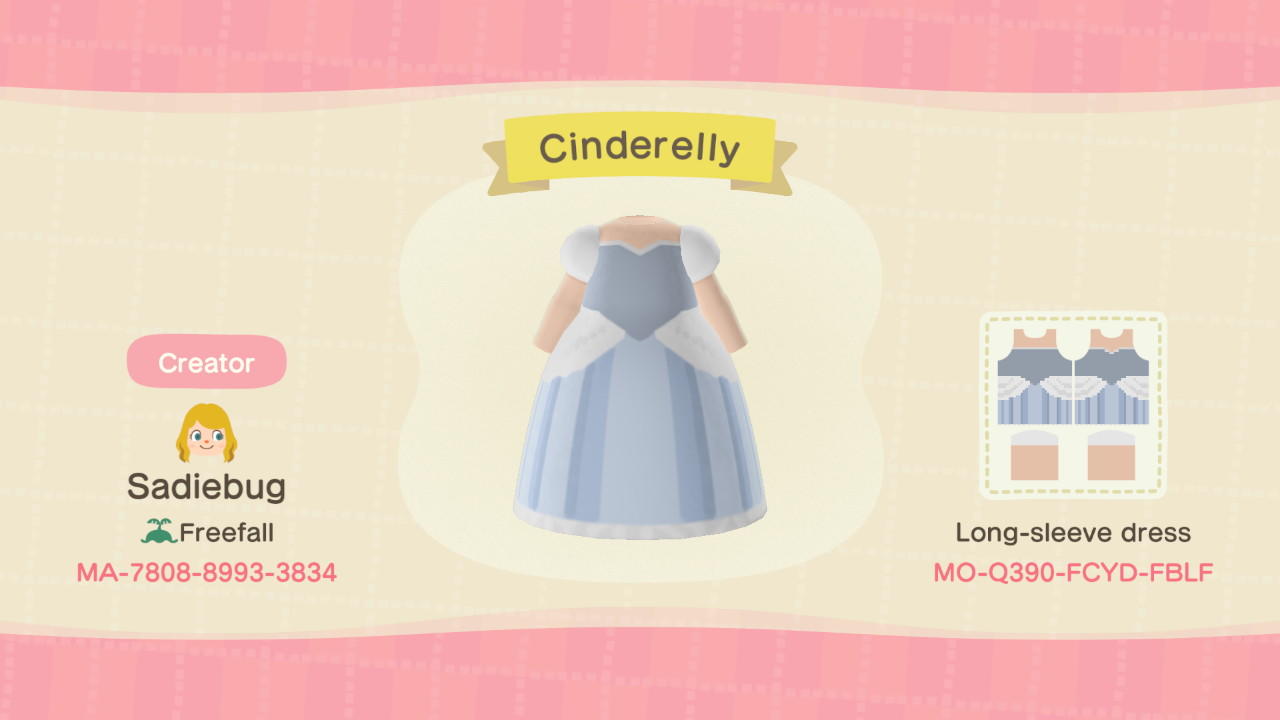 Cinderelly
Creator
Sadiebug
Freefall
MA-7808-8993-3834
Long-sleeve dress
MO-Q390-FCYD-FBLF